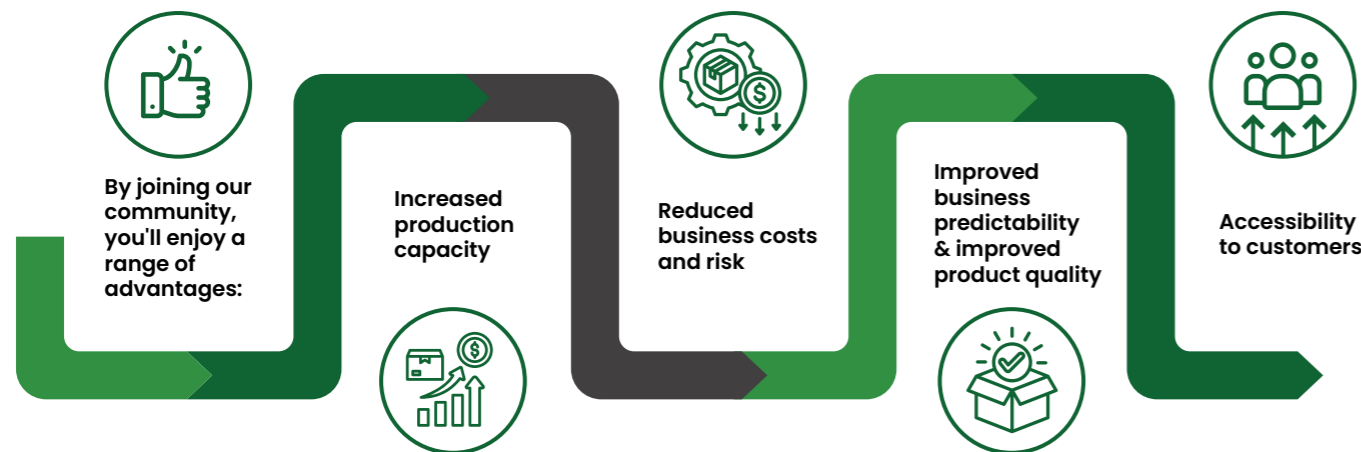 By joining our
community,
you'll enjoy a
range of
advantages:
Increased
production
capacity
Reduced
business costs
and risk
Improved
business
predictability
& improved
product quality
Accessibility
to customers
$
$